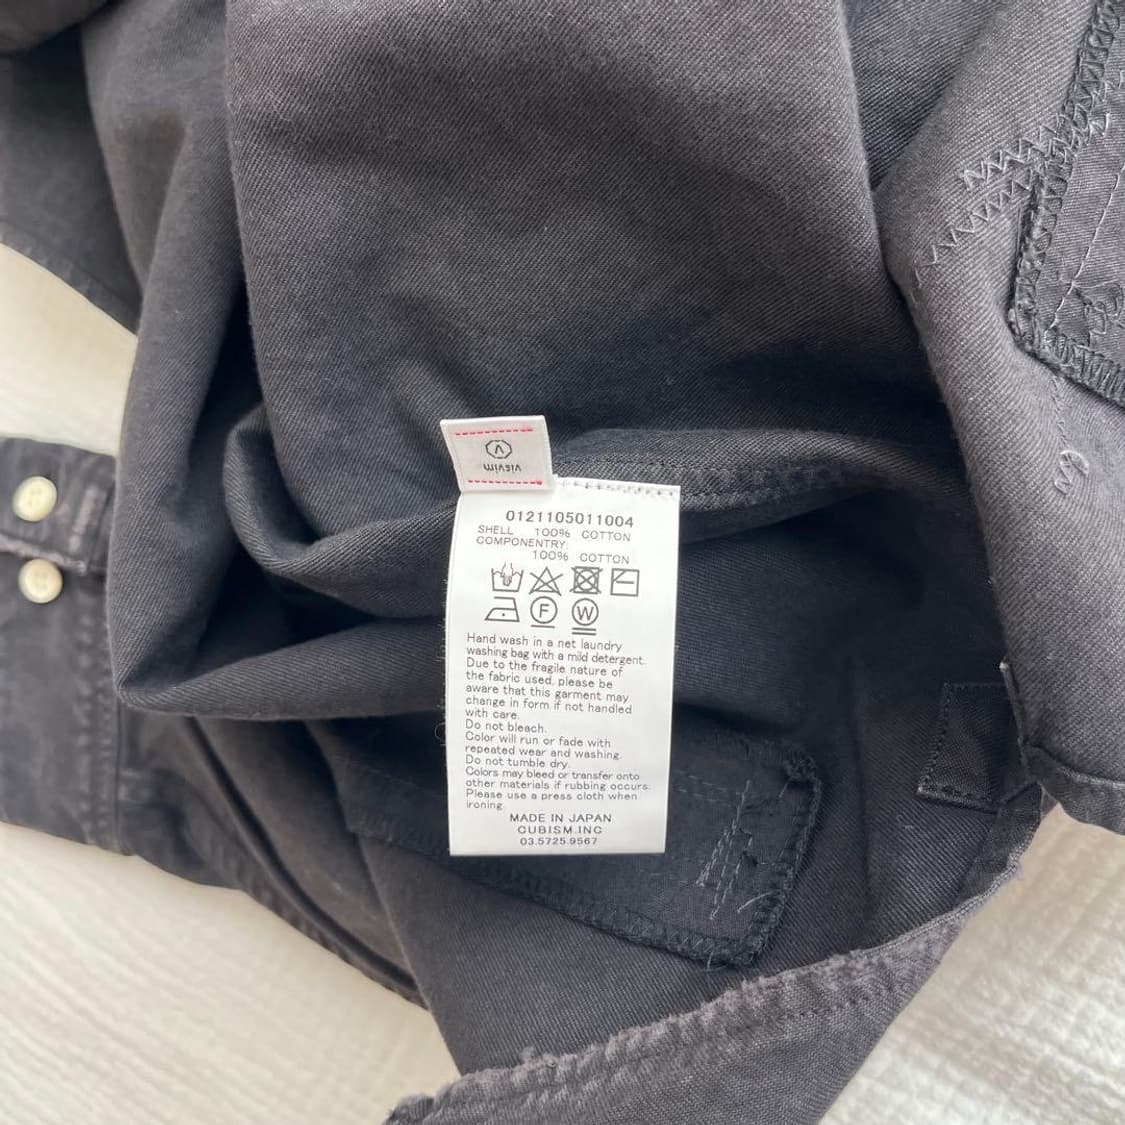 visvim
0121105011004
SHELL 100% COTTON
COMPONENTRY:
100% COTTON
F W
Hand wash in a net laundry
washing bag with a mild detergent.
Due to the fragile nature of
the fabric used, please be
aware that this garment may
change in form if not handled
with care.
Do not bleach.
Color will run or fade with
repeated wear and washing.
Do not tumble dry.
Colors may bleed or transfer onto
other materials if rubbing occurs.
Please use a press cloth when
ironing.
MADE IN JAPAN
CUBISM.INC
03.5725.9567